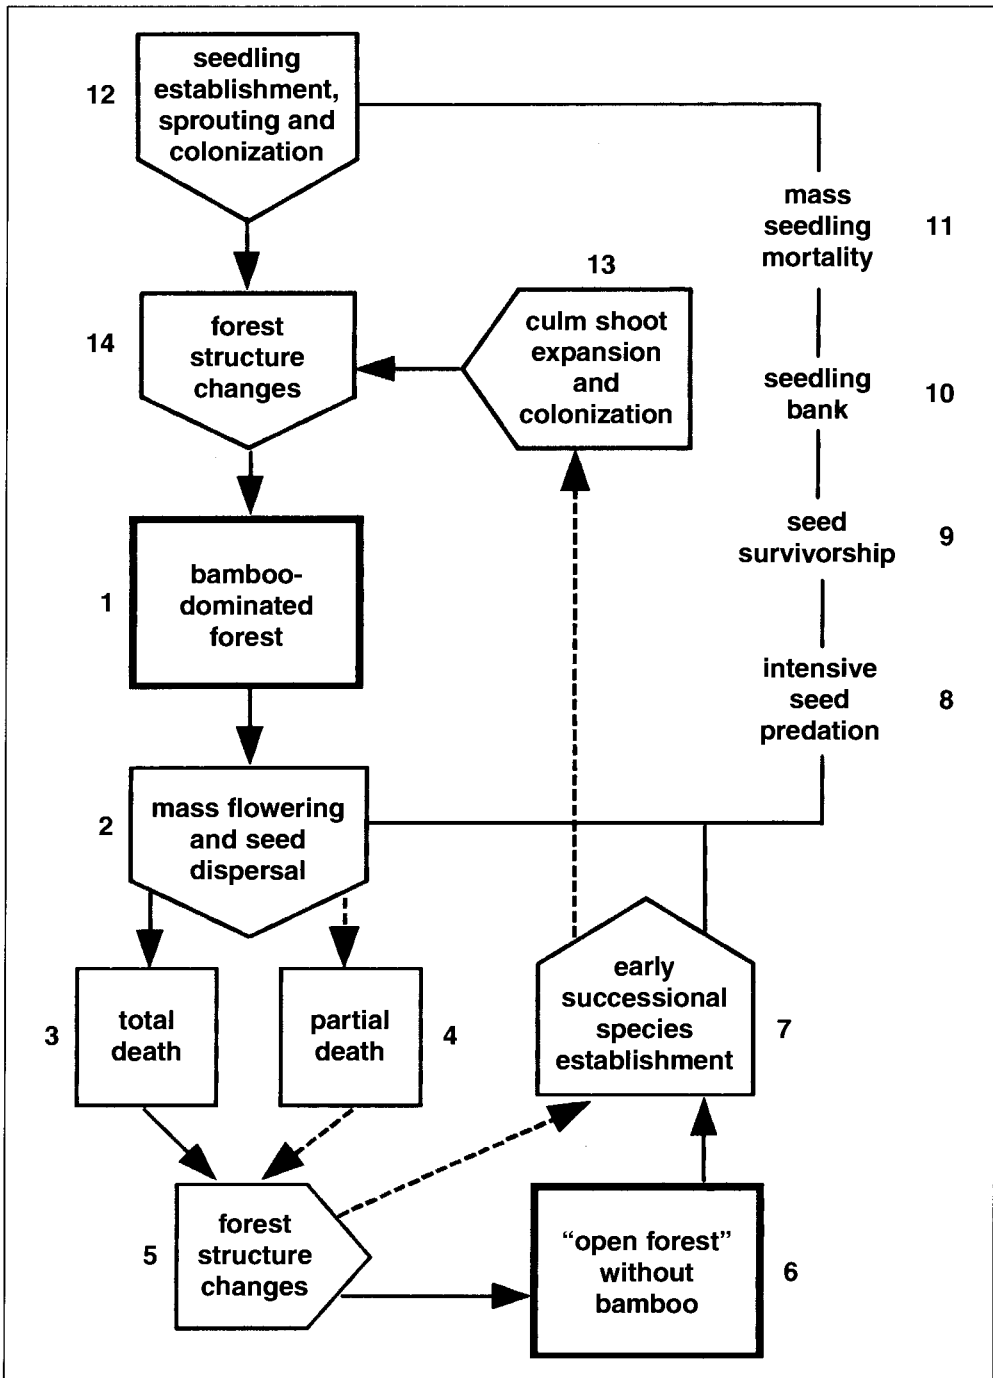 12
seedling
establishment,
sprouting and
colonization
mass
seedling
mortality
11
13
culm shoot
expansion
and
colonization
14
forest
structure
changes
seedling
bank
10
seed
survivorship
9
1
bamboo-
dominated
forest
intensive
seed
predation
8
2
mass flowering
and seed
dispersal
3
total
death
partial
death
4
early
successional
species
establishment
7
5
forest
structure
changes
“open forest”
without
bamboo
6